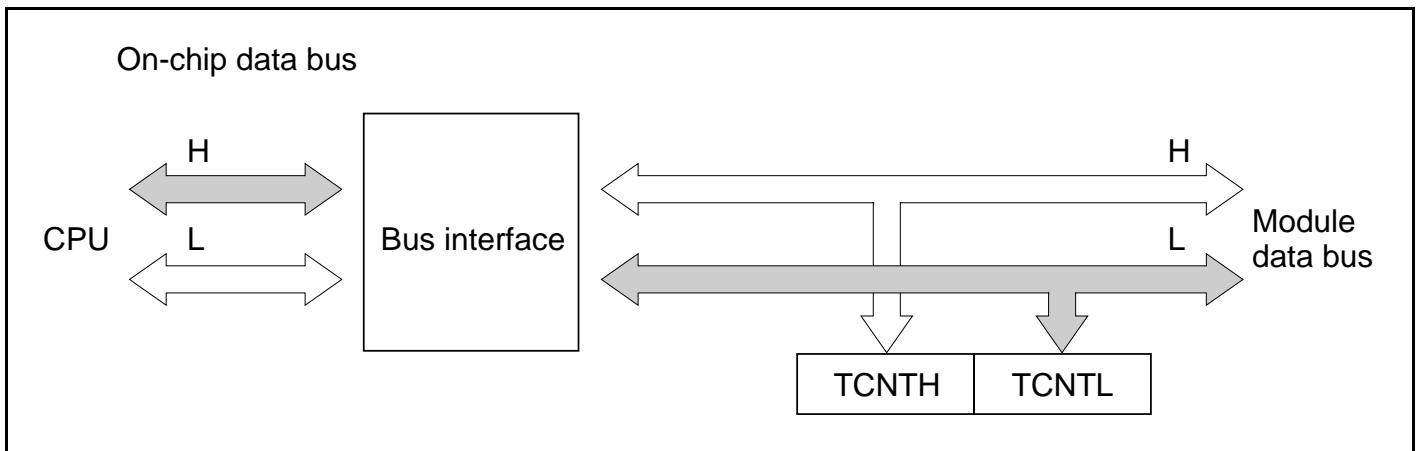 On-chip data bus
H
H
CPU
L
Bus interface
L
Module
data bus
TCNTH
TCNTL